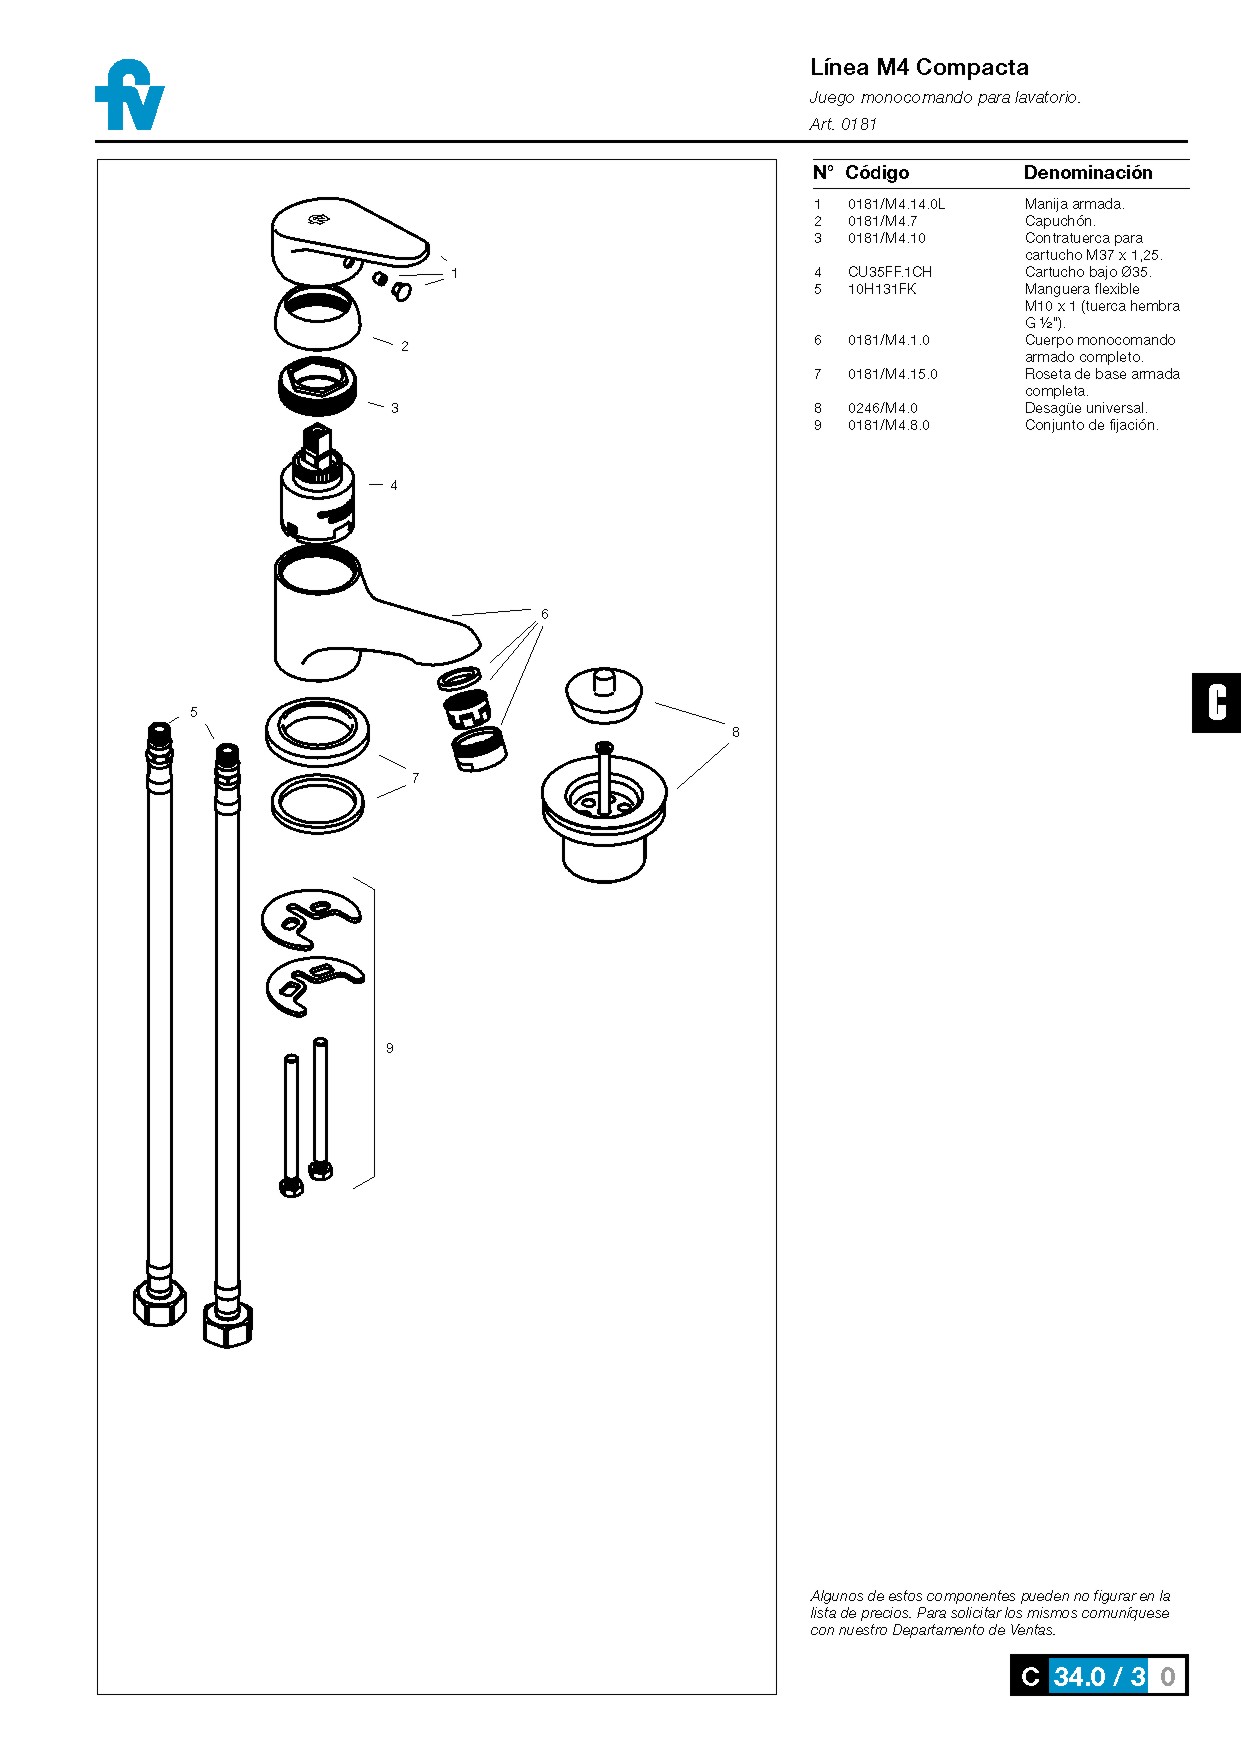 fv
Línea M4 Compacta
Juego monocomando para lavatorio.
Art. 0181
N° Código Denominación
1 0181/M4.14.0L Manija armada.
2 0181/M4.7 Capuchón.
3 0181/M4.10 Contratuerca para
cartucho M37 x 1,25.
4 CU35FF.1CH Cartucho bajo Ø35.
5 10H131FK Manguera flexible
M10 x 1 (tuerca hembra
G ½").
6 0181/M4.1.0 Cuerpo monocomando
armado completo.
7 0181/M4.15.0 Roseta de base armada
completa.
8 0246/M4.0 Desagüe universal.
9 0181/M4.8.0 Conjunto de fijación.
1
2
3
4
6
5
8
7
9
C
Algunos de estos componentes pueden no figurar en la
lista de precios. Para solicitar los mismos comuníquese
con nuestro Departamento de Ventas.
C 34.0 / 3 0